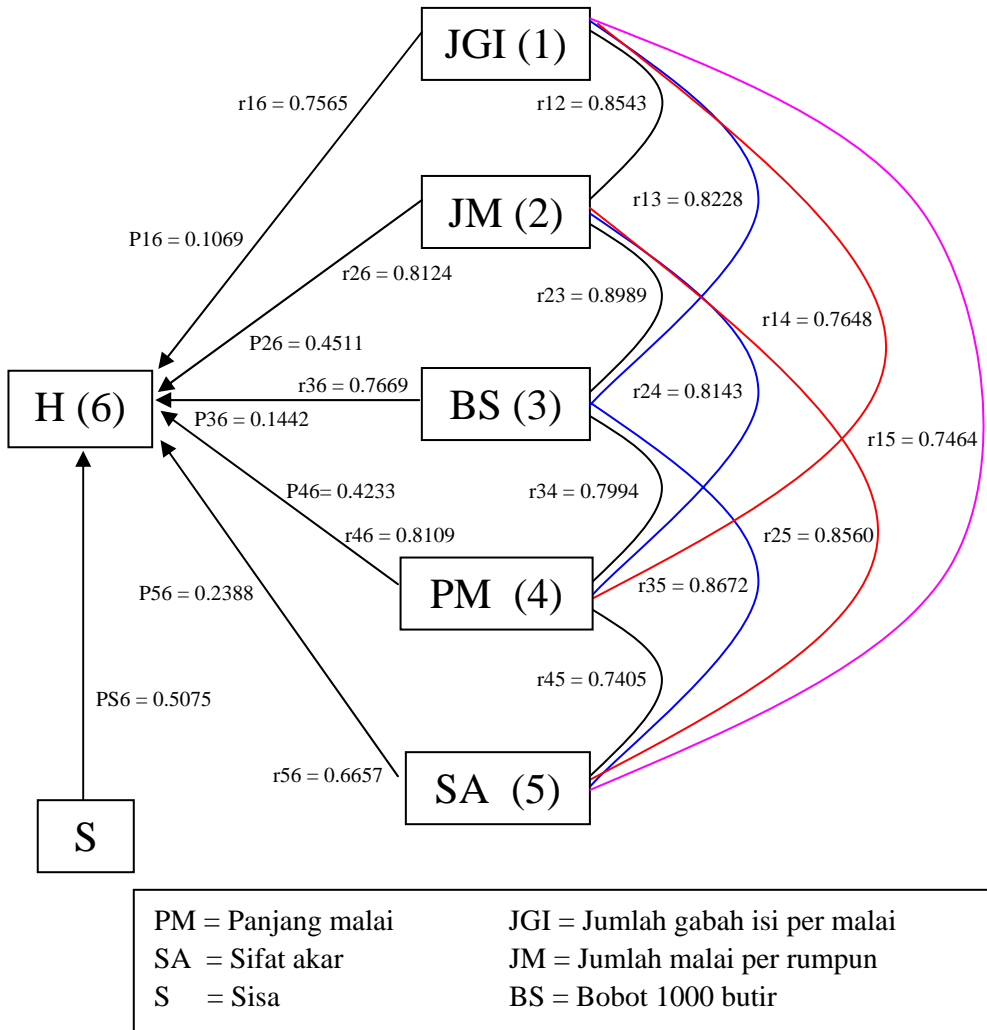 JGI (1)
r16 = 0.7565
r12 = 0.8543
JM (2)
r13 = 0.8228
P16 = 0.1069
r26 = 0.8124
r23 = 0.8989
r14 = 0.7648
P26 = 0.4511
r36 = 0.7669
H (6)
BS (3)
r24 = 0.8143
P36 = 0.1442
r15 = 0.7464
P46= 0.4233
r34 = 0.7994
r46 = 0.8109
r25 = 0.8560
P56 = 0.2388
PM (4)
r35 = 0.8672
r45 = 0.7405
PS6 = 0.5075
r56 = 0.6657
SA (5)
S
PM = Panjang malai JGI = Jumlah gabah isi per malai
SA = Sifat akar JM = Jumlah malai per rumpun
S = Sisa BS = Bobot 1000 butir